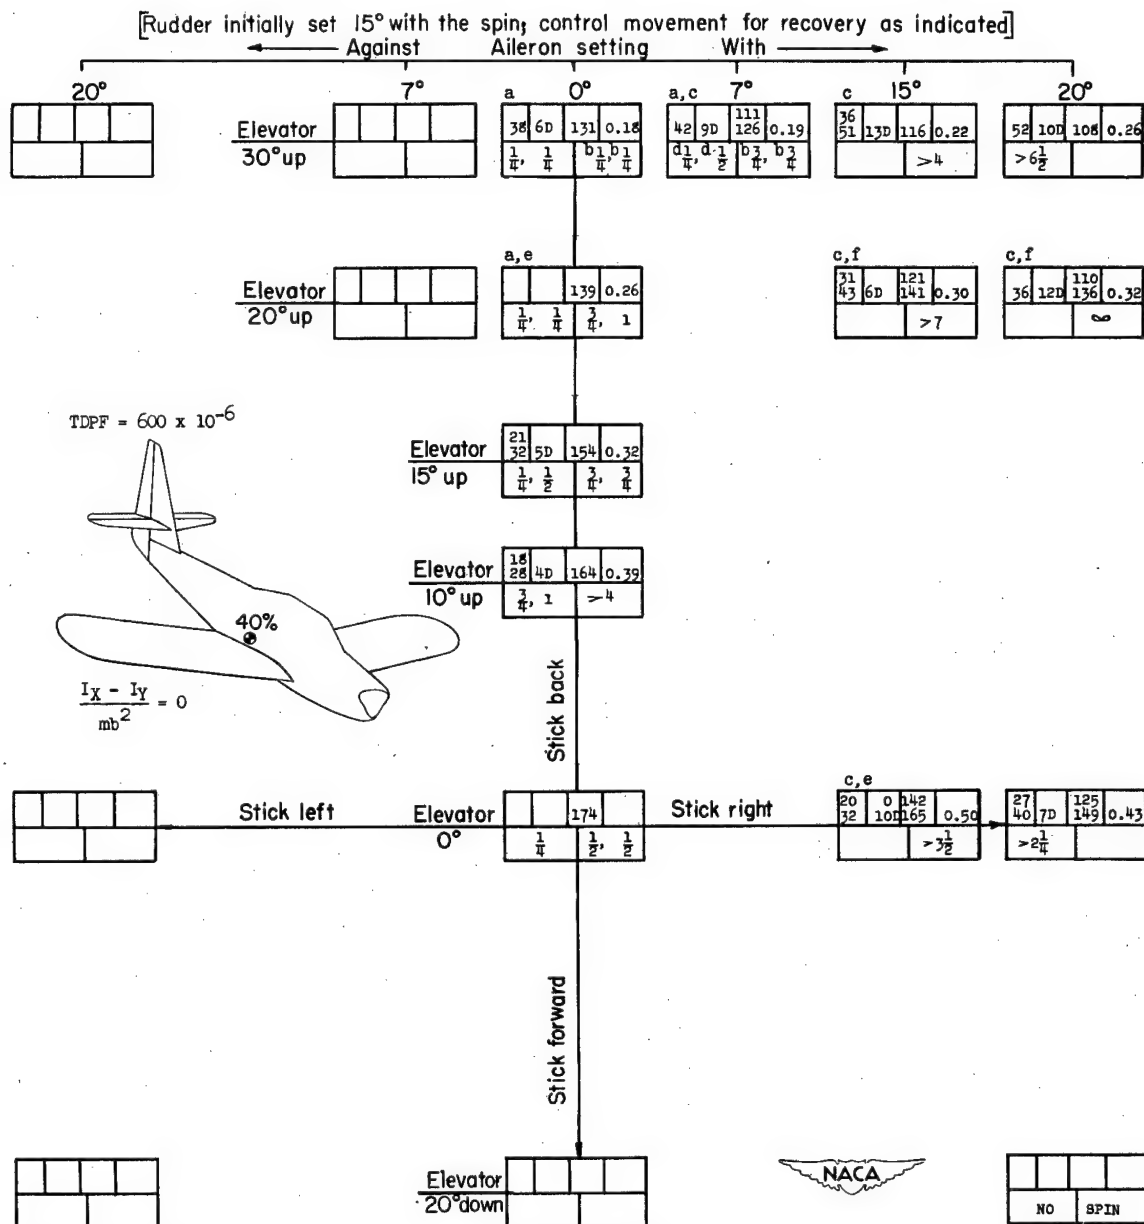 [Rudder initially set 15° with the spin; control movement for recovery as indicated]
Against Aileron setting With
20° 7° 0° 7° 15° 20°
a a,c c
Elevator
30° up
38 6D 131 0.18
1/4, 1/4 b1/4, b1/4
42 9D 111 126 0.19
d1/4, d1/2 b3/4, b3/4
36 51 13D 116 0.22
>4
52 10D 108 0.26
>6 1/2
a,e c,f c,f
Elevator
20° up
139 0.26
1/4, 1/4 3/4, 1
31 43 6D 121 141 0.30
>7
36 12D 110 136 0.32
∞
TDPF = 600 x 10-6
Elevator
15° up
21 32 5D 154 0.32
1/4, 1/2 3/4, 3/4
Elevator
10° up
18 28 4D 164 0.39
3/4, 1 >4
40%
IX - IY
mb2
= 0
Stick back
c,e
Stick left
Elevator
0°
174
1/4 1/2, 1/2
Stick right
20 32 0 10D 142 165 0.50
>3 1/2
27 40 7D 125 149 0.43
>2 1/4
Stick forward
Elevator
20° down
NACA
NO SPIN